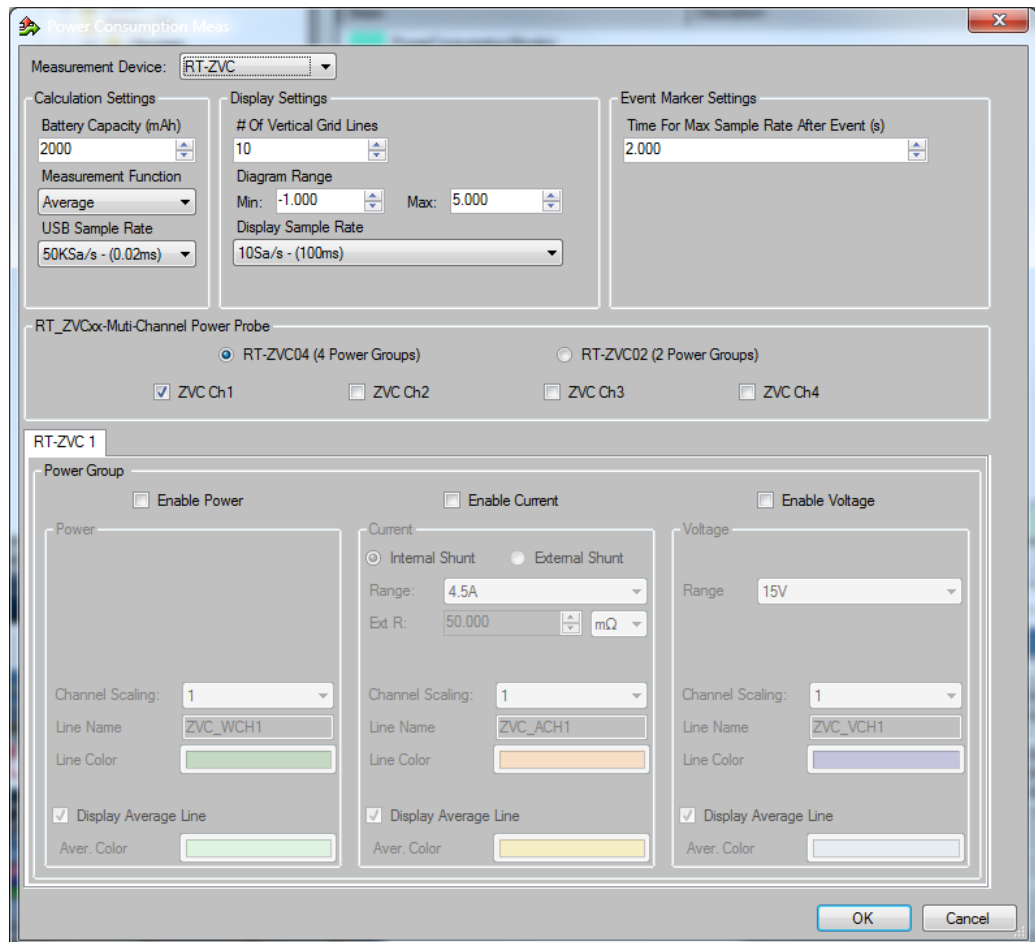 Power Consumption Meas
Measurement Device: RT-ZVC
Calculation Settings
Battery Capacity (mAh)
2000
Measurement Function
Average
USB Sample Rate
50KSa/s - (0.02ms)
Display Settings
# Of Vertical Grid Lines
10
Diagram Range
Min: -1.000 Max: 5.000
Display Sample Rate
10Sa/s - (100ms)
Event Marker Settings
Time For Max Sample Rate After Event (s)
2.000
RT_ZVCxx-Muti-Channel Power Probe
RT-ZVC04 (4 Power Groups) RT-ZVC02 (2 Power Groups)
ZVC Ch1 ZVC Ch2 ZVC Ch3 ZVC Ch4
RT-ZVC 1
Power Group
Enable Power Enable Current Enable Voltage
Power
Channel Scaling: 1
Line Name ZVC_WCH1
Line Color
Display Average Line
Aver. Color
Current
Internal Shunt External Shunt
Range: 4.5A
Ext R: 50.000 mΩ
Channel Scaling: 1
Line Name ZVC_ACH1
Line Color
Display Average Line
Aver. Color
Voltage
Range 15V
Channel Scaling: 1
Line Name ZVC_VCH1
Line Color
Display Average Line
Aver. Color
OK Cancel